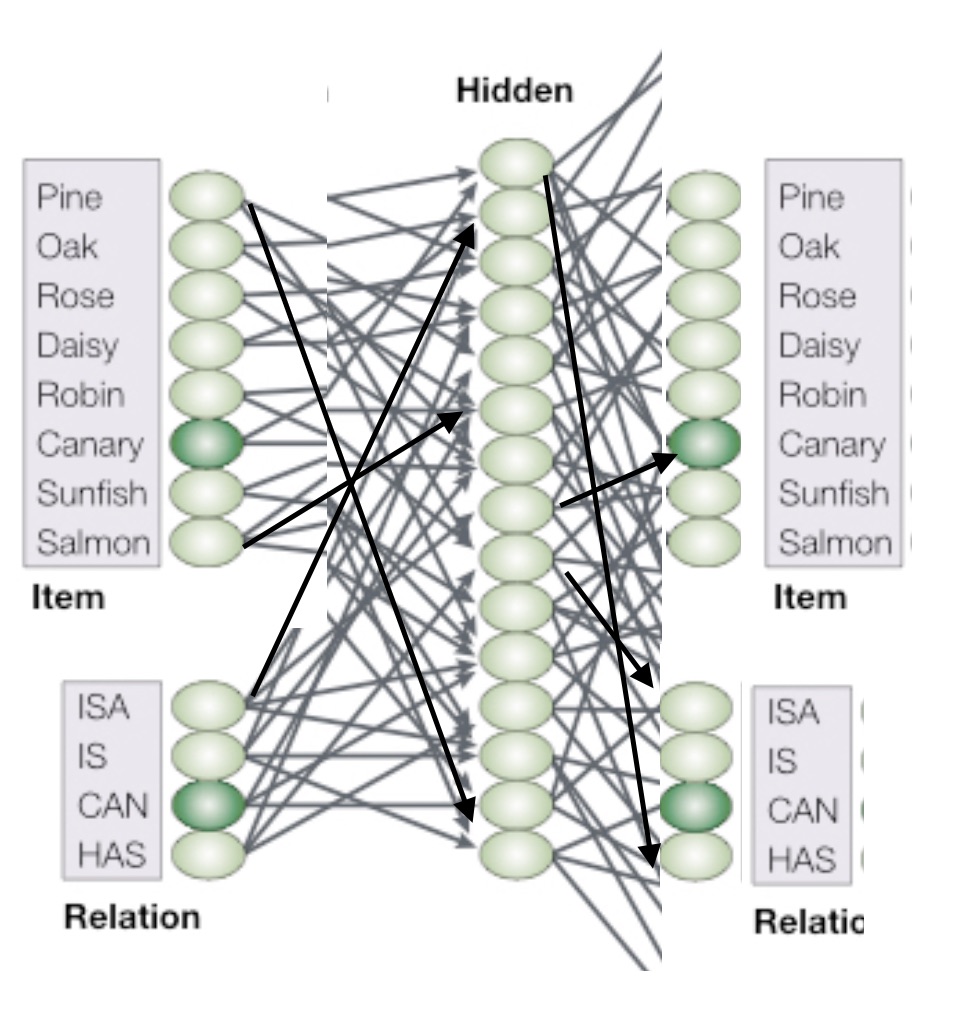 Hidden
Pine
Oak
Rose
Daisy
Robin
Canary
Sunfish
Salmon
Item
ISA
IS
CAN
HAS
Relation
Pine
Oak
Rose
Daisy
Robin
Canary
Sunfish
Salmon
Item
ISA
IS
CAN
HAS
Relatio